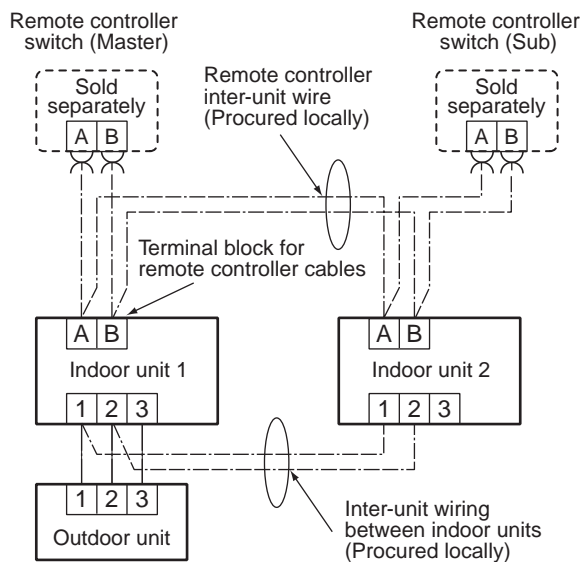 Remote controller
switch (Master)
Remote controller
switch (Sub)
Sold
separately
A B
Remote controller
inter-unit wire
(Procured locally)
Sold
separately
A B
Terminal block for
remote controller cables
A B
Indoor unit 1
1 2 3
A B
Indoor unit 2
1 2 3
1 2 3
Outdoor unit
Inter-unit wiring
between indoor units
(Procured locally)